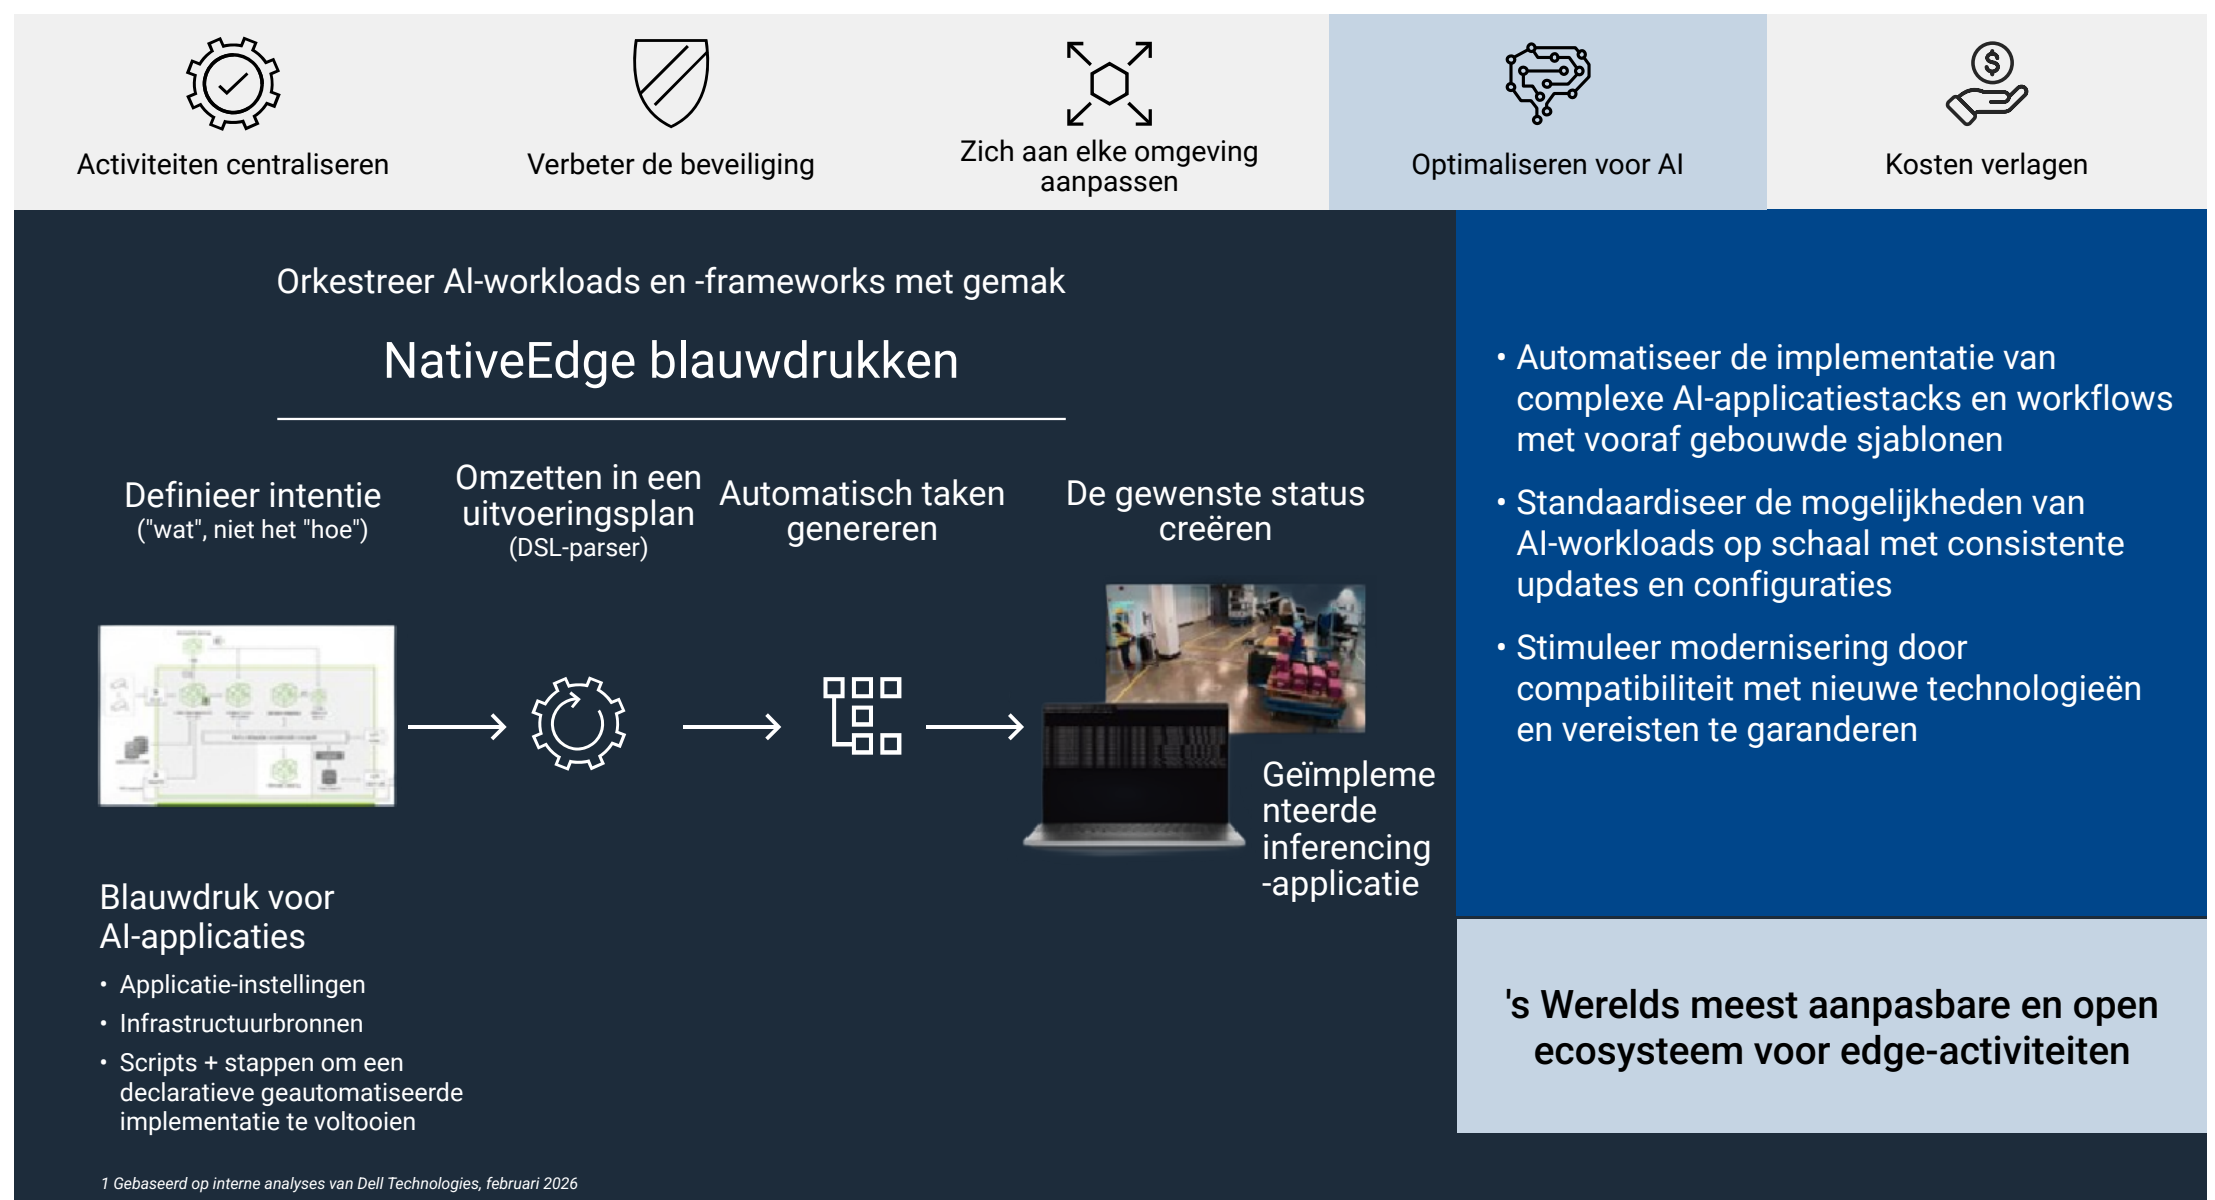 Activiteiten centraliseren
Verbeter de beveiliging
Zich aan elke omgeving
aanpassen
Optimaliseren voor AI
Kosten verlagen
Orkestreer AI-workloads en -frameworks met gemak
NativeEdge blauwdrukken
Definieer intentie
("wat", niet het "hoe")
Omzetten in een
uitvoeringsplan
(DSL-parser)
Automatisch taken
genereren
De gewenste status
creëren
Geïmpleme
nteerde
inferencing
-applicatie
Blauwdruk voor
AI-applicaties
• Applicatie-instellingen
• Infrastructuurbronnen
• Scripts + stappen om een
declaratieve geautomatiseerde
implementatie te voltooien
• Automatiseer de implementatie van
complexe AI-applicatiestacks en workflows
met vooraf gebouwde sjablonen
• Standaardiseer de mogelijkheden van
AI-workloads op schaal met consistente
updates en configuraties
• Stimuleer modernisering door
compatibiliteit met nieuwe technologieën
en vereisten te garanderen
's Werelds meest aanpasbare en open
ecosysteem voor edge-activiteiten
1 Gebaseerd op interne analyses van Dell Technologies, februari 2026